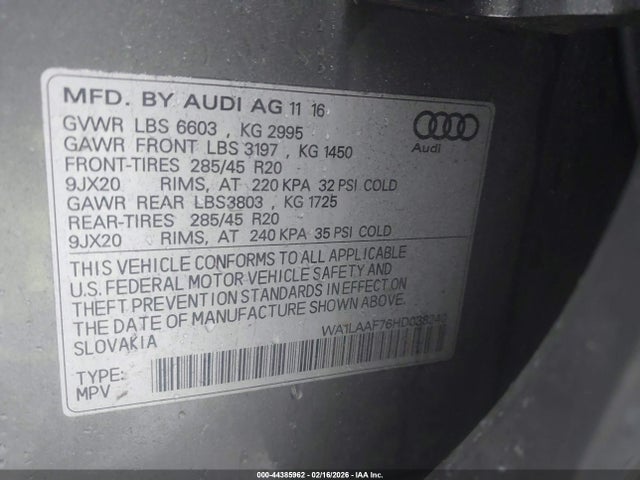 MFD. BY AUDI AG 11 16
GVWR LBS 6603 , KG 2995
GAWR FRONT LBS 3197 , KG 1450
FRONT-TIRES 285/45 R20
9JX20 RIMS, AT 220 KPA 32 PSI COLD
GAWR REAR LBS3803 , KG 1725
REAR-TIRES 285/45 R20
9JX20 RIMS, AT 240 KPA 35 PSI COLD
THIS VEHICLE CONFORMS TO ALL APPLICABLE
U.S. FEDERAL MOTOR VEHICLE SAFETY AND
THEFT PREVENTION STANDARDS IN EFFECT ON
THE DATE OF MANUFACTURE SHOWN ABOVE.
SLOVAKIA
TYPE:
MPV
Audi
000-44385962 - 02/16/2026 - IAA Inc.